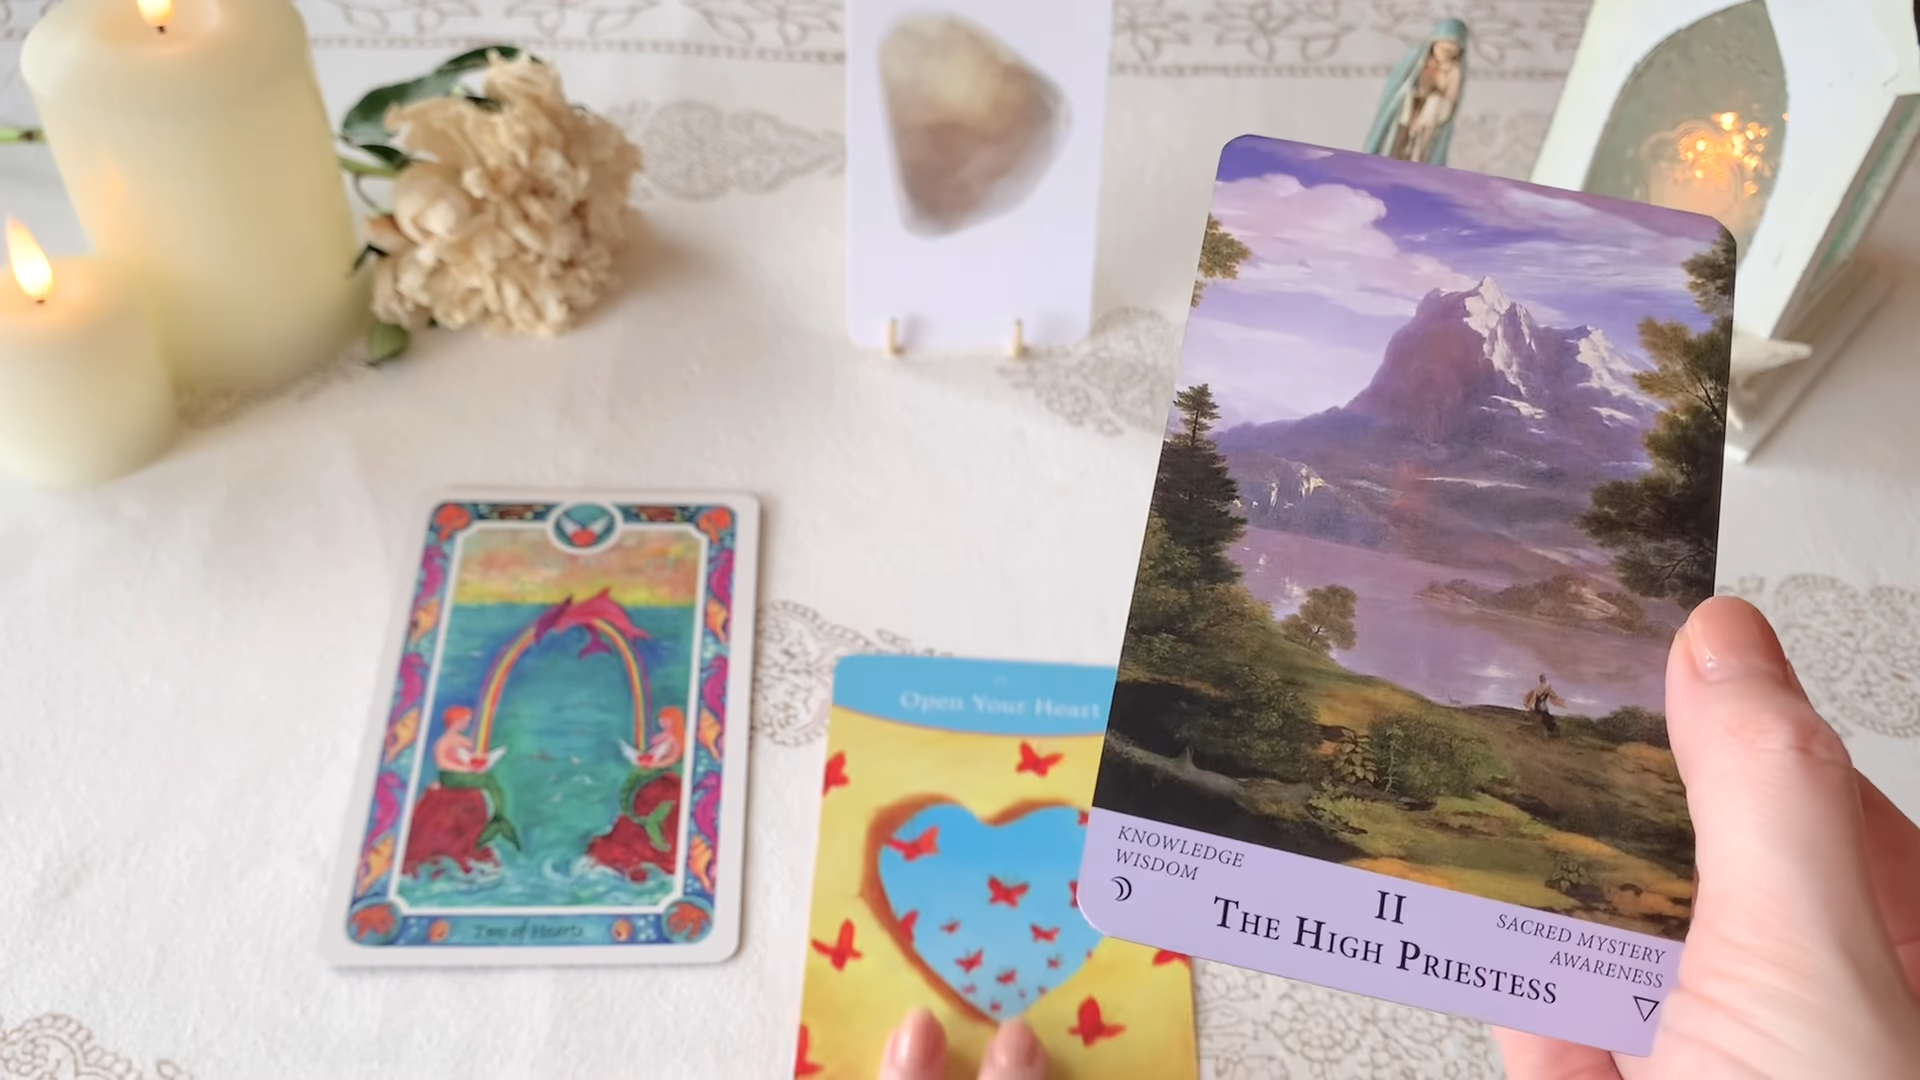 Two of Hearts
Open Your Heart
KNOWLEDGE
WISDOM
II
THE HIGH PRIESTESS
SACRED MYSTERY
AWARENESS